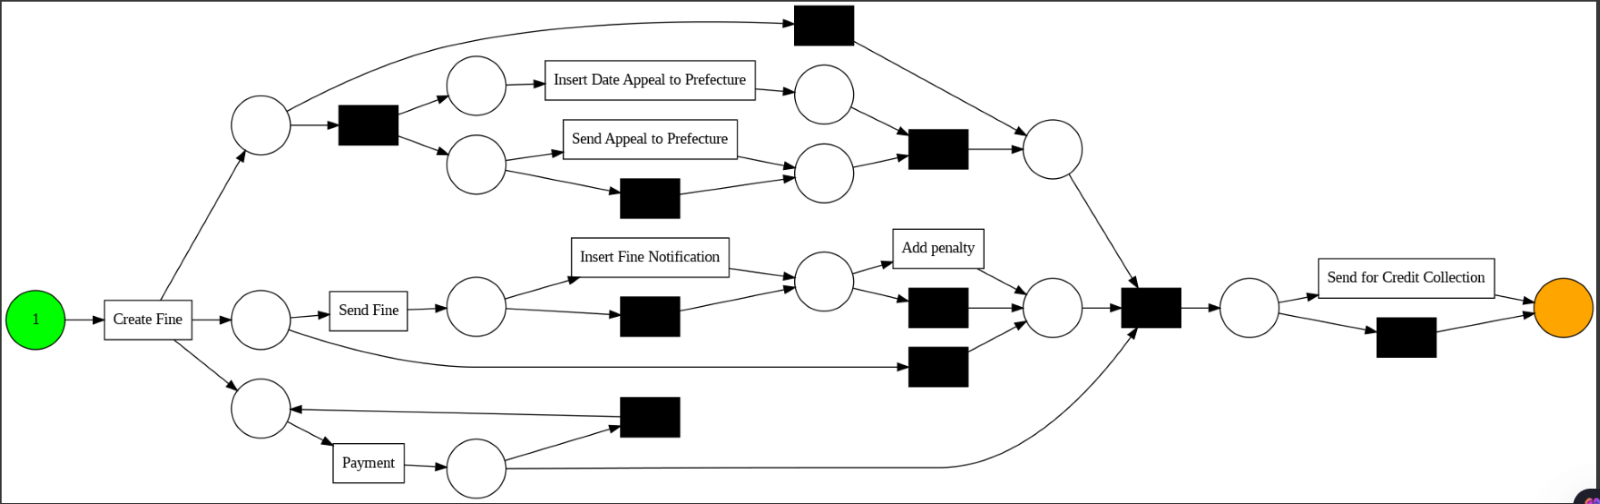 Insert Date Appeal to Prefecture
Send Appeal to Prefecture
Insert Fine Notification
Add penalty
Send for Credit Collection
1
Create Fine
Send Fine
Payment